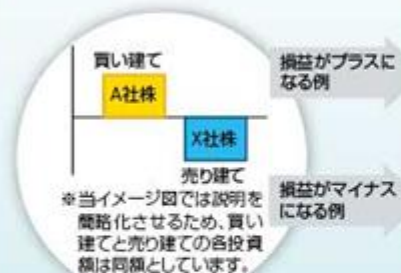 買い建て
A社株
X社株
売り建て
※当イメージ図では説明を
簡略化させるため、買い
建てと売り建ての各投資
額は同額としています。
損益がプラスに
なる例
損益がマイナス
になる例